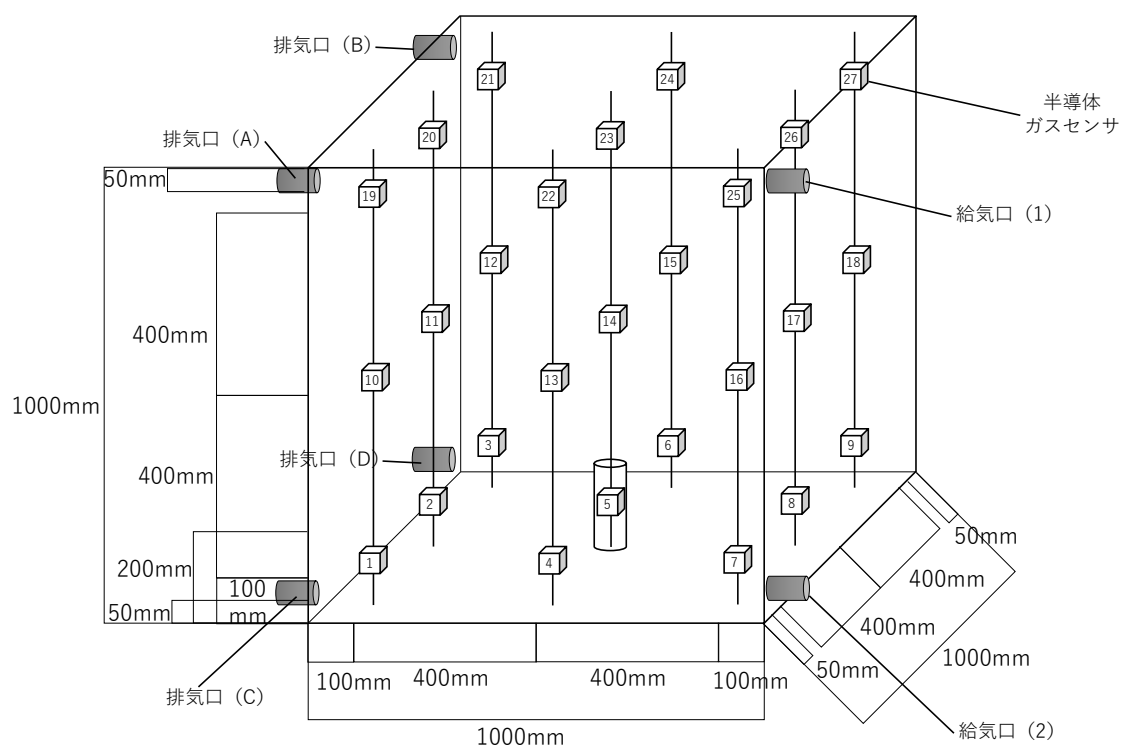 排気口（B）
21
24
27
半導体
ガスセンサ
排気口（A）
20
23
26
50mm
19
22
25
給気口（1）
12
15
18
400mm
11
14
17
10
13
16
1000mm
排気口（D）
3
6
9
400mm
2
5
8
50mm
200mm
1
4
7
400mm
100
mm
50mm
400mm
1000mm
50mm
100mm
400mm
400mm
100mm
排気口（C）
給気口（2）
1000mm